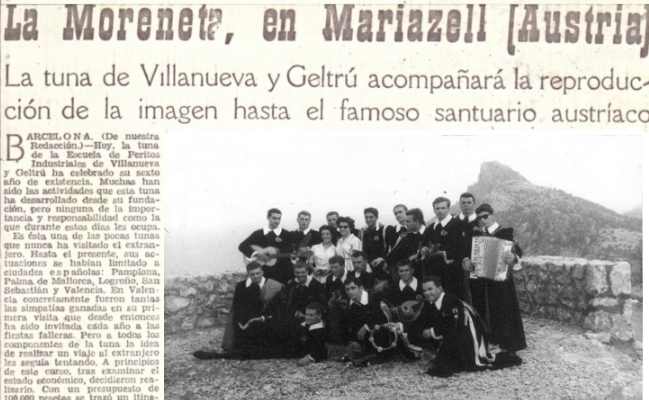 La Moreneta, en Mariazell (Austria)
La tuna de Villanueva y Geltrú acompañará la reproduc-
ción de la imagen hasta el famoso santuario austríaco
BARCELONA, (De nuestra
Redacción.)—Hoy, la tuna
de la Escuela de Peritos
Industriales de Villanueva
y Geltrú ha celebrado su sexto
año de existencia. Muchas han
sido las actividades que esta tuna
ha desarrollado desde su funda-
ción, pero ninguna de la impor-
tancia y responsabilidad como la
que durante estos días les ocupa.
Es ésta una de las pocas tunas
que nunca ha visitado el extran-
jero. Hasta el presente, sus ac-
tuaciones se habían limitado a
ciudades españolas: Pamplona,
Palma de Mallorca, Logroño, San
Sebastián y Valencia. En Valen-
cia concretamente fueron tantas
las simpatías ganadas en su pri-
mera visita que desde entonces
ha sido invitada cada año a las
fiestas falleras. Pero a todos los
componentes de la tuna la idea
de realizar un viaje al extranjero
les seguía tentando. A principios
de este curso, tras examinar el
estado económico, decidieron rea-
lizarlo. Con un presupuesto de
100.000 pesetas se trazó un itine-